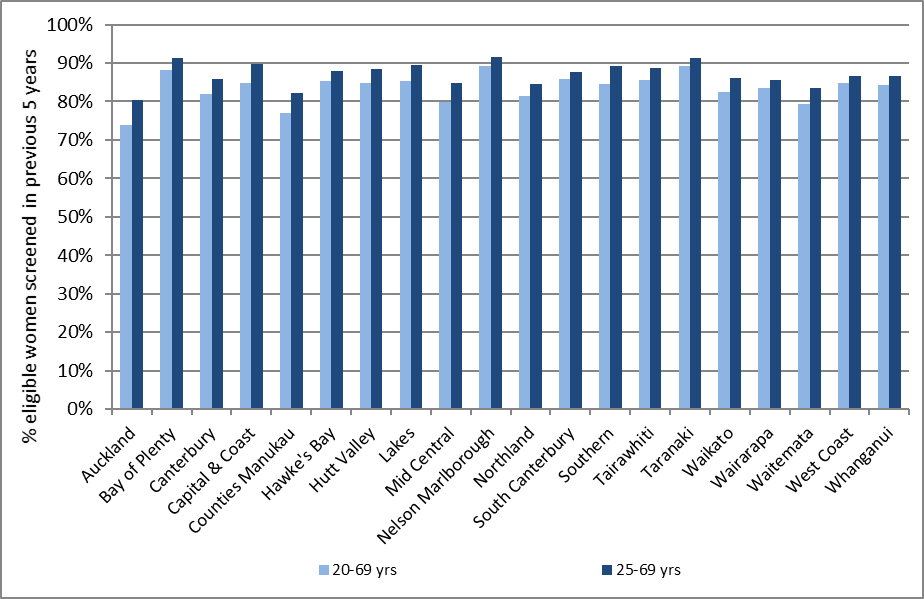 % eligible women screened in previous 5 years
100%
90%
80%
70%
60%
50%
40%
30%
20%
10%
0%
Auckland
Bay of Plenty
Canterbury
Capital & Coast
Counties Manukau
Hawke's Bay
Hutt Valley
Lakes
Mid Central
Nelson Marlborough
Northland
South Canterbury
Southern
Tairawhiti
Taranaki
Waikato
Wairarapa
Waitemata
West Coast
Whanganui
20-69 yrs
25-69 yrs